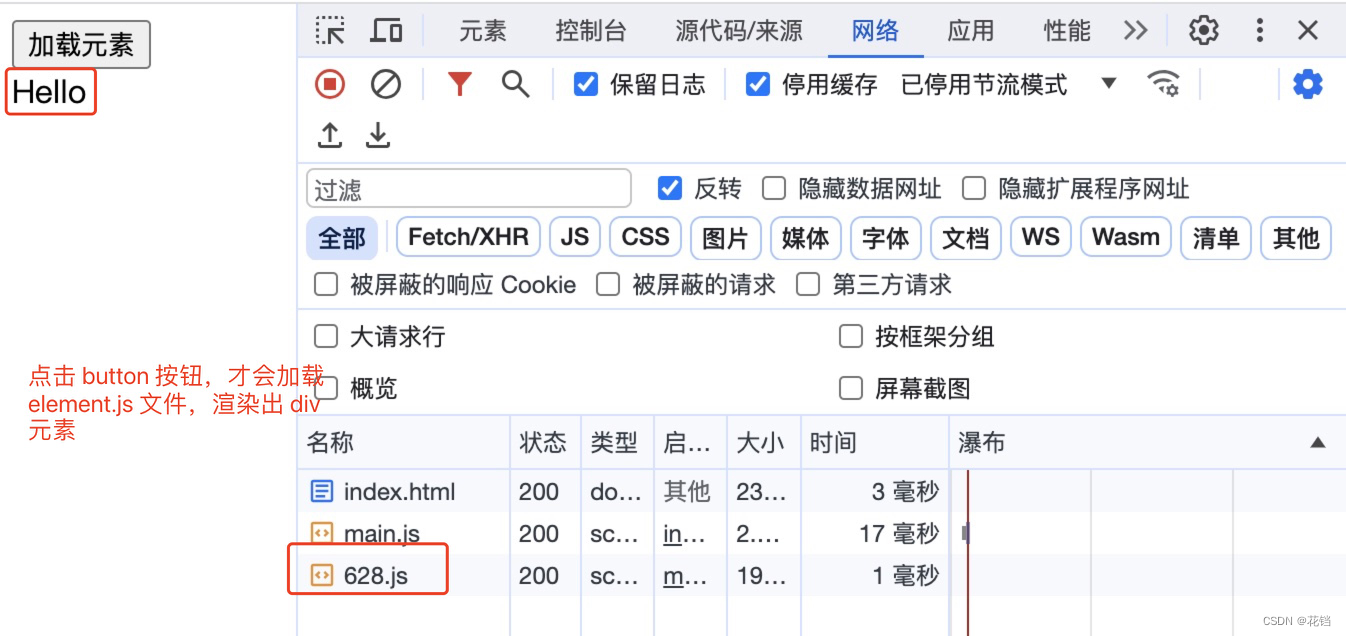 加载元素
Hello
元素 控制台 源代码/来源 网络 应用 性能
保留日志 停用缓存 已停用节流模式
过滤 反转 隐藏数据网址 隐藏扩展程序网址
全部 Fetch/XHR JS CSS 图片 媒体 字体 文档 WS Wasm 清单 其他
被屏蔽的响应 Cookie 被屏蔽的请求 第三方请求
大请求行 按框架分组
概览 屏幕截图
点击 button 按钮，才会加载
element.js 文件，渲染出 div
元素
名称 状态 类型 启... 大小 时间 瀑布
index.html 200 do... 其他 23... 3 毫秒
main.js 200 sc... in... 2.... 17 毫秒
628.js 200 sc... m... 19... 1 毫秒
CSDN @花铛